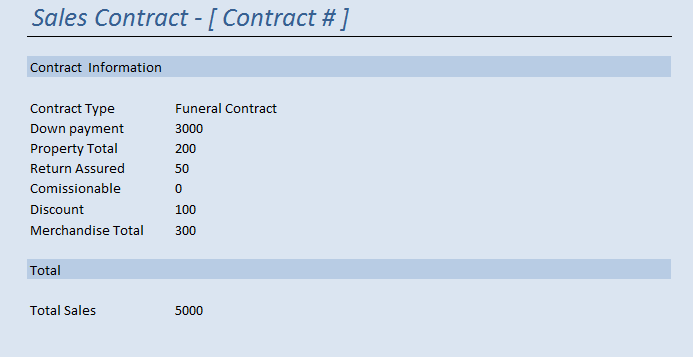 Sales Contract - [ Contract # ]
Contract Information
Contract Type Funeral Contract
Down payment 3000
Property Total 200
Return Assured 50
Comissionable 0
Discount 100
Merchandise Total 300
Total
Total Sales 5000